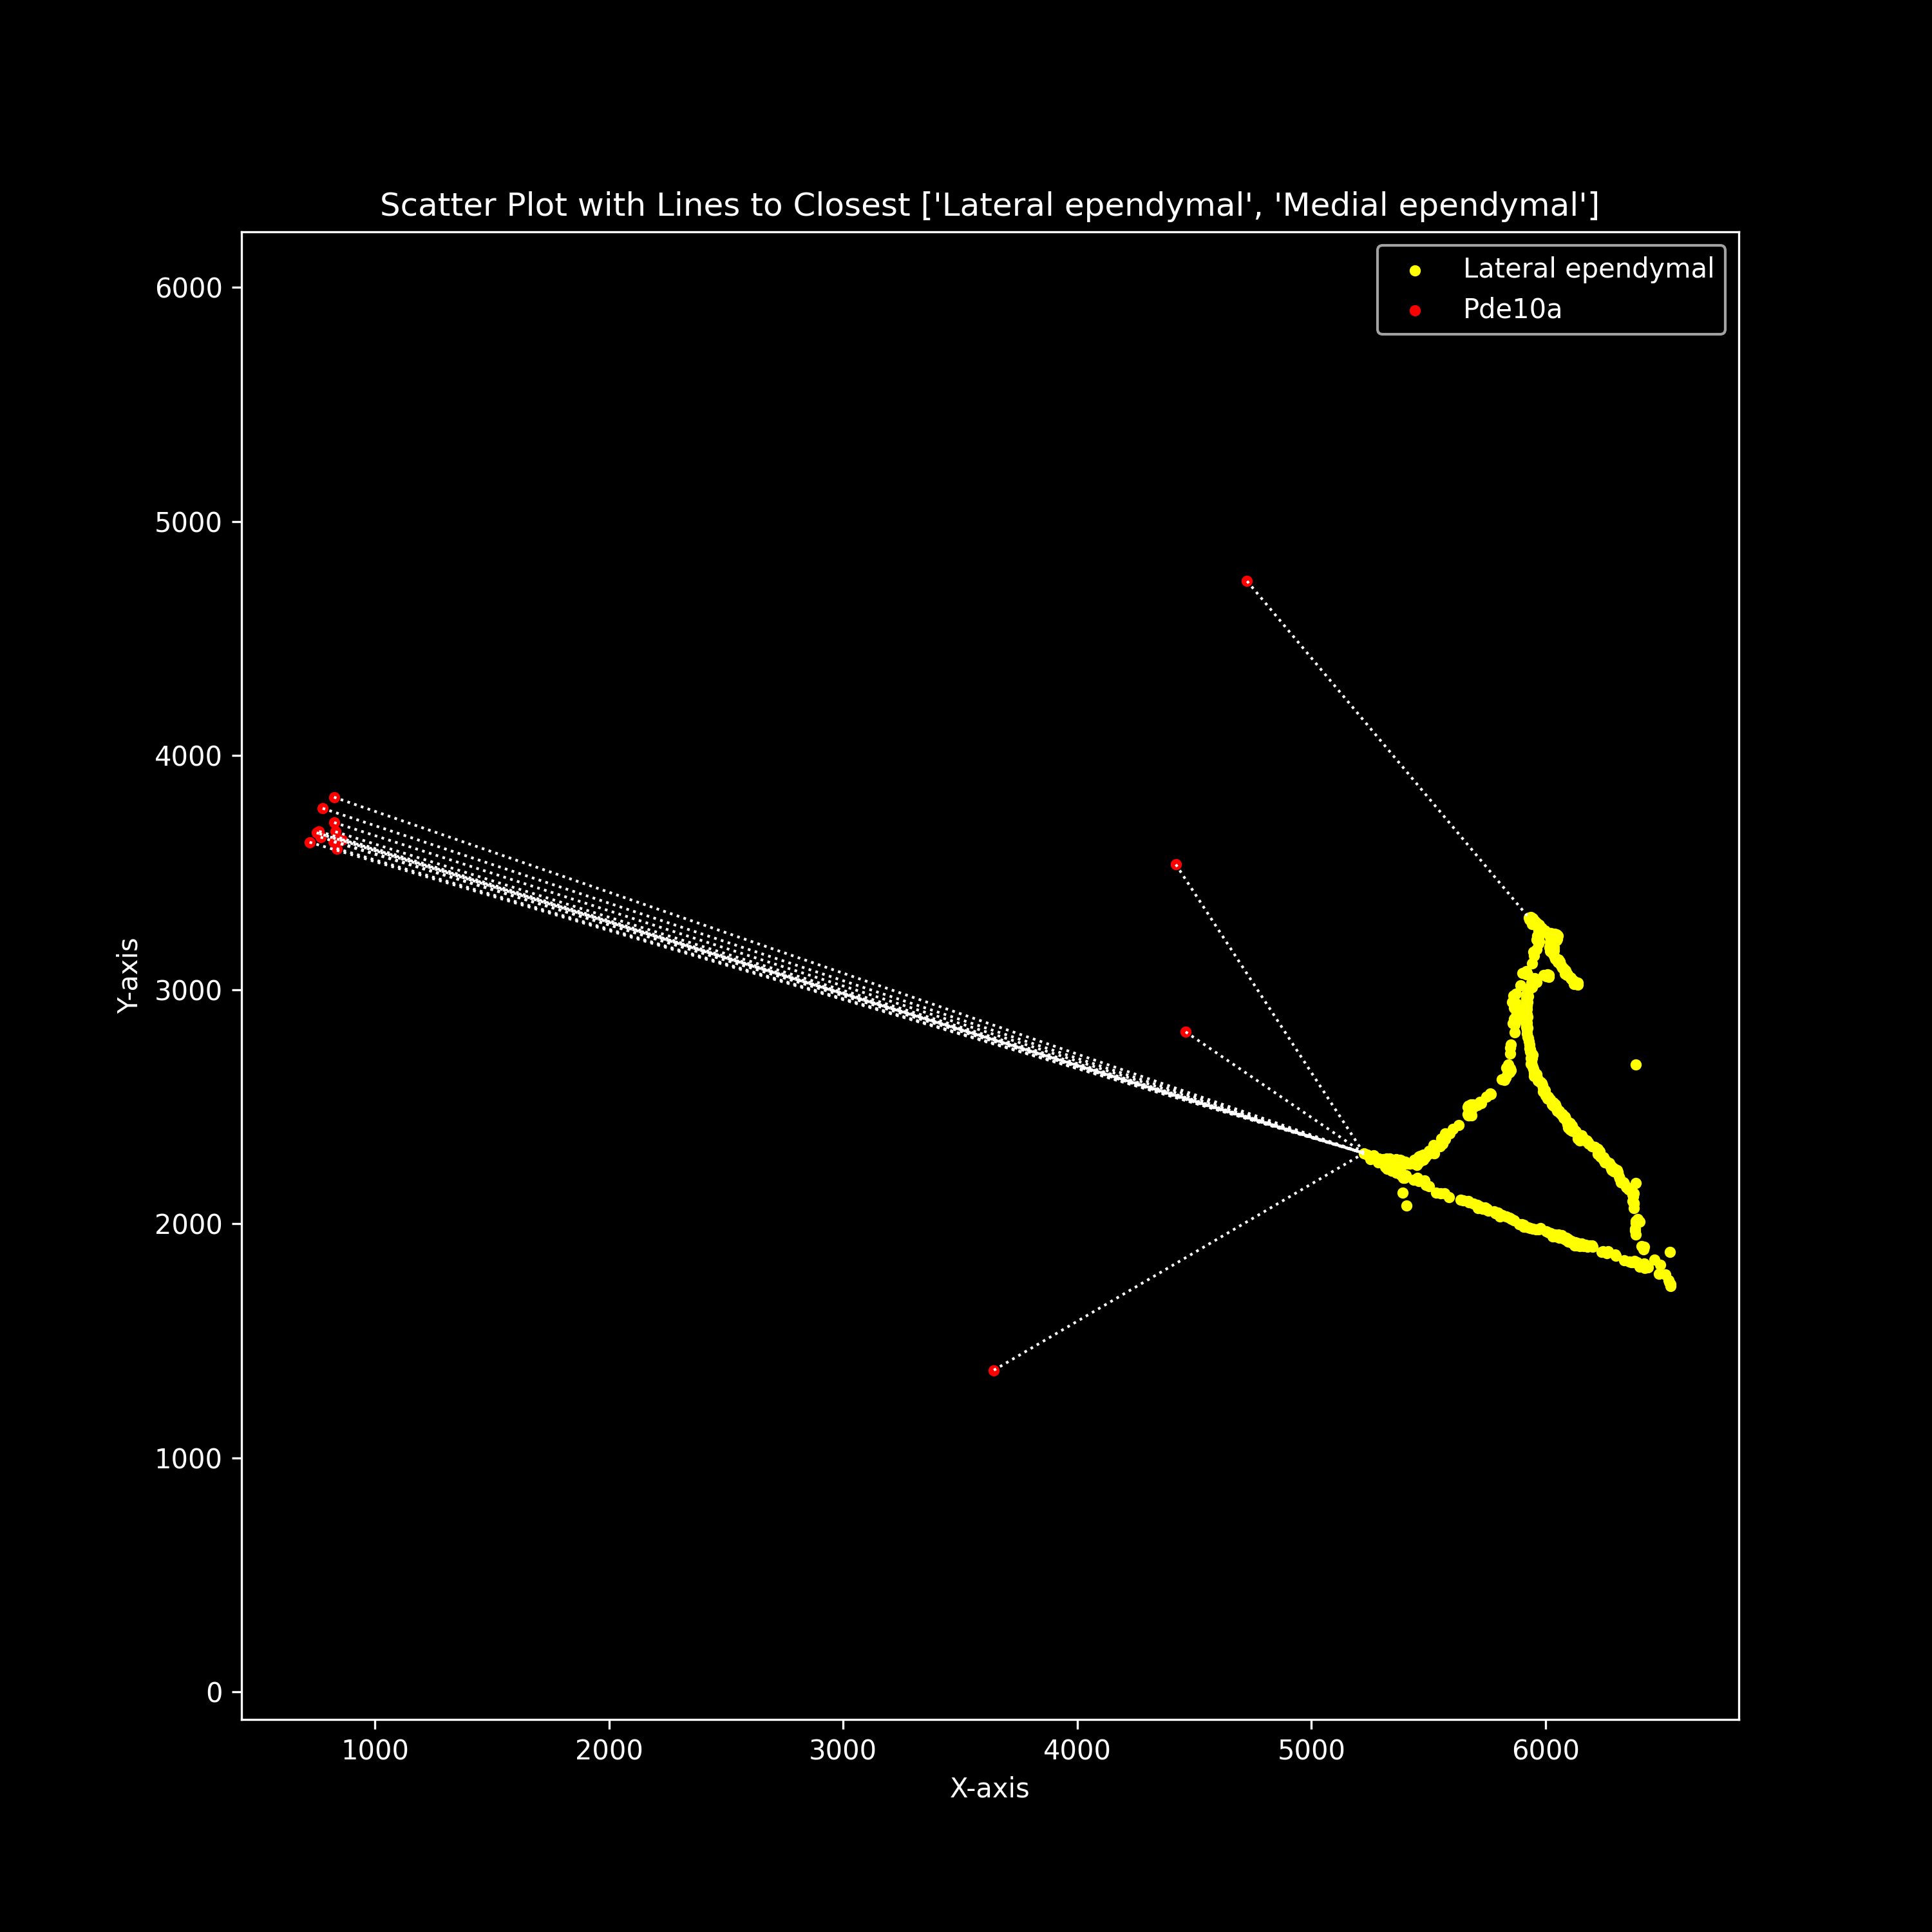 Scatter Plot with Lines to Closest ['Lateral ependymal', 'Medial ependymal']
Lateral ependymal
Pde10a
6000
5000
4000
3000
2000
1000
0
Y-axis
1000 2000 3000 4000 5000 6000
X-axis